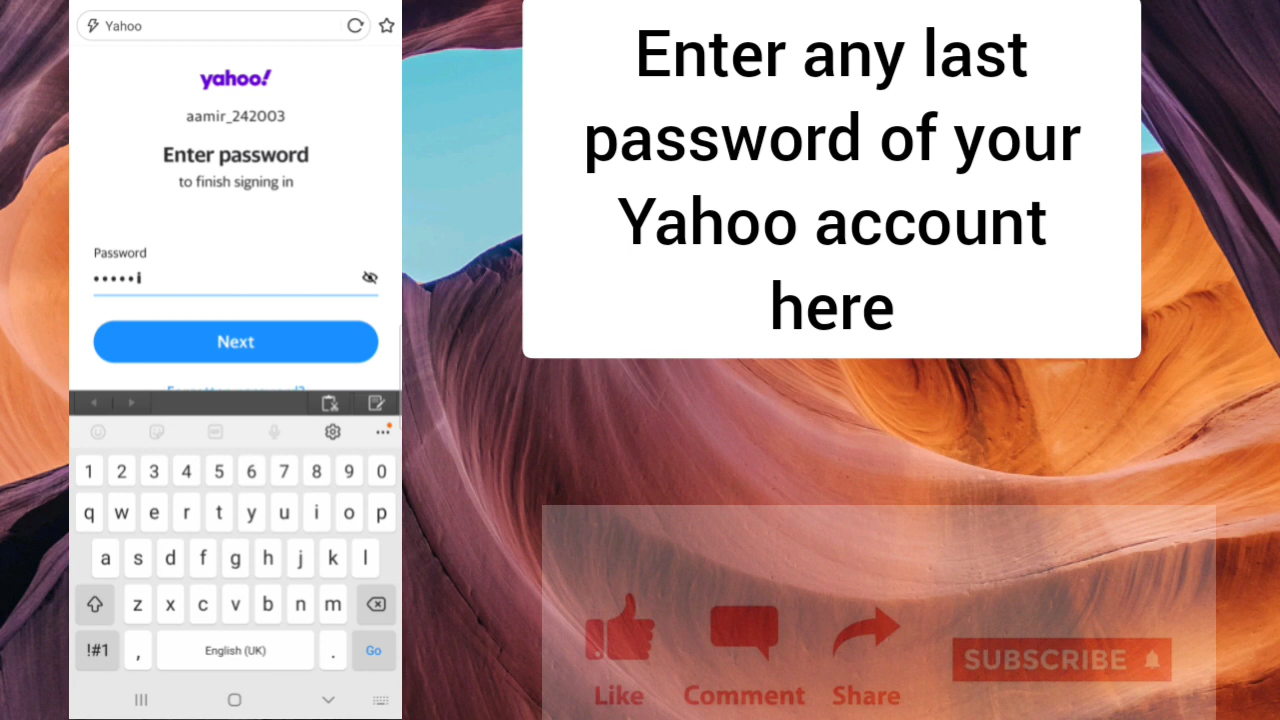 Yahoo
yahoo!
aamir_242003
Enter password
to finish signing in
Password
•••••i
Next
Forgotten password?
1 2 3 4 5 6 7 8 9 0
q w e r t y u i o p
a s d f g h j k l
z x c v b n m
!#1 , English (UK) . Go
Enter any last
password of your
Yahoo account
here
Like Comment Share SUBSCRIBE